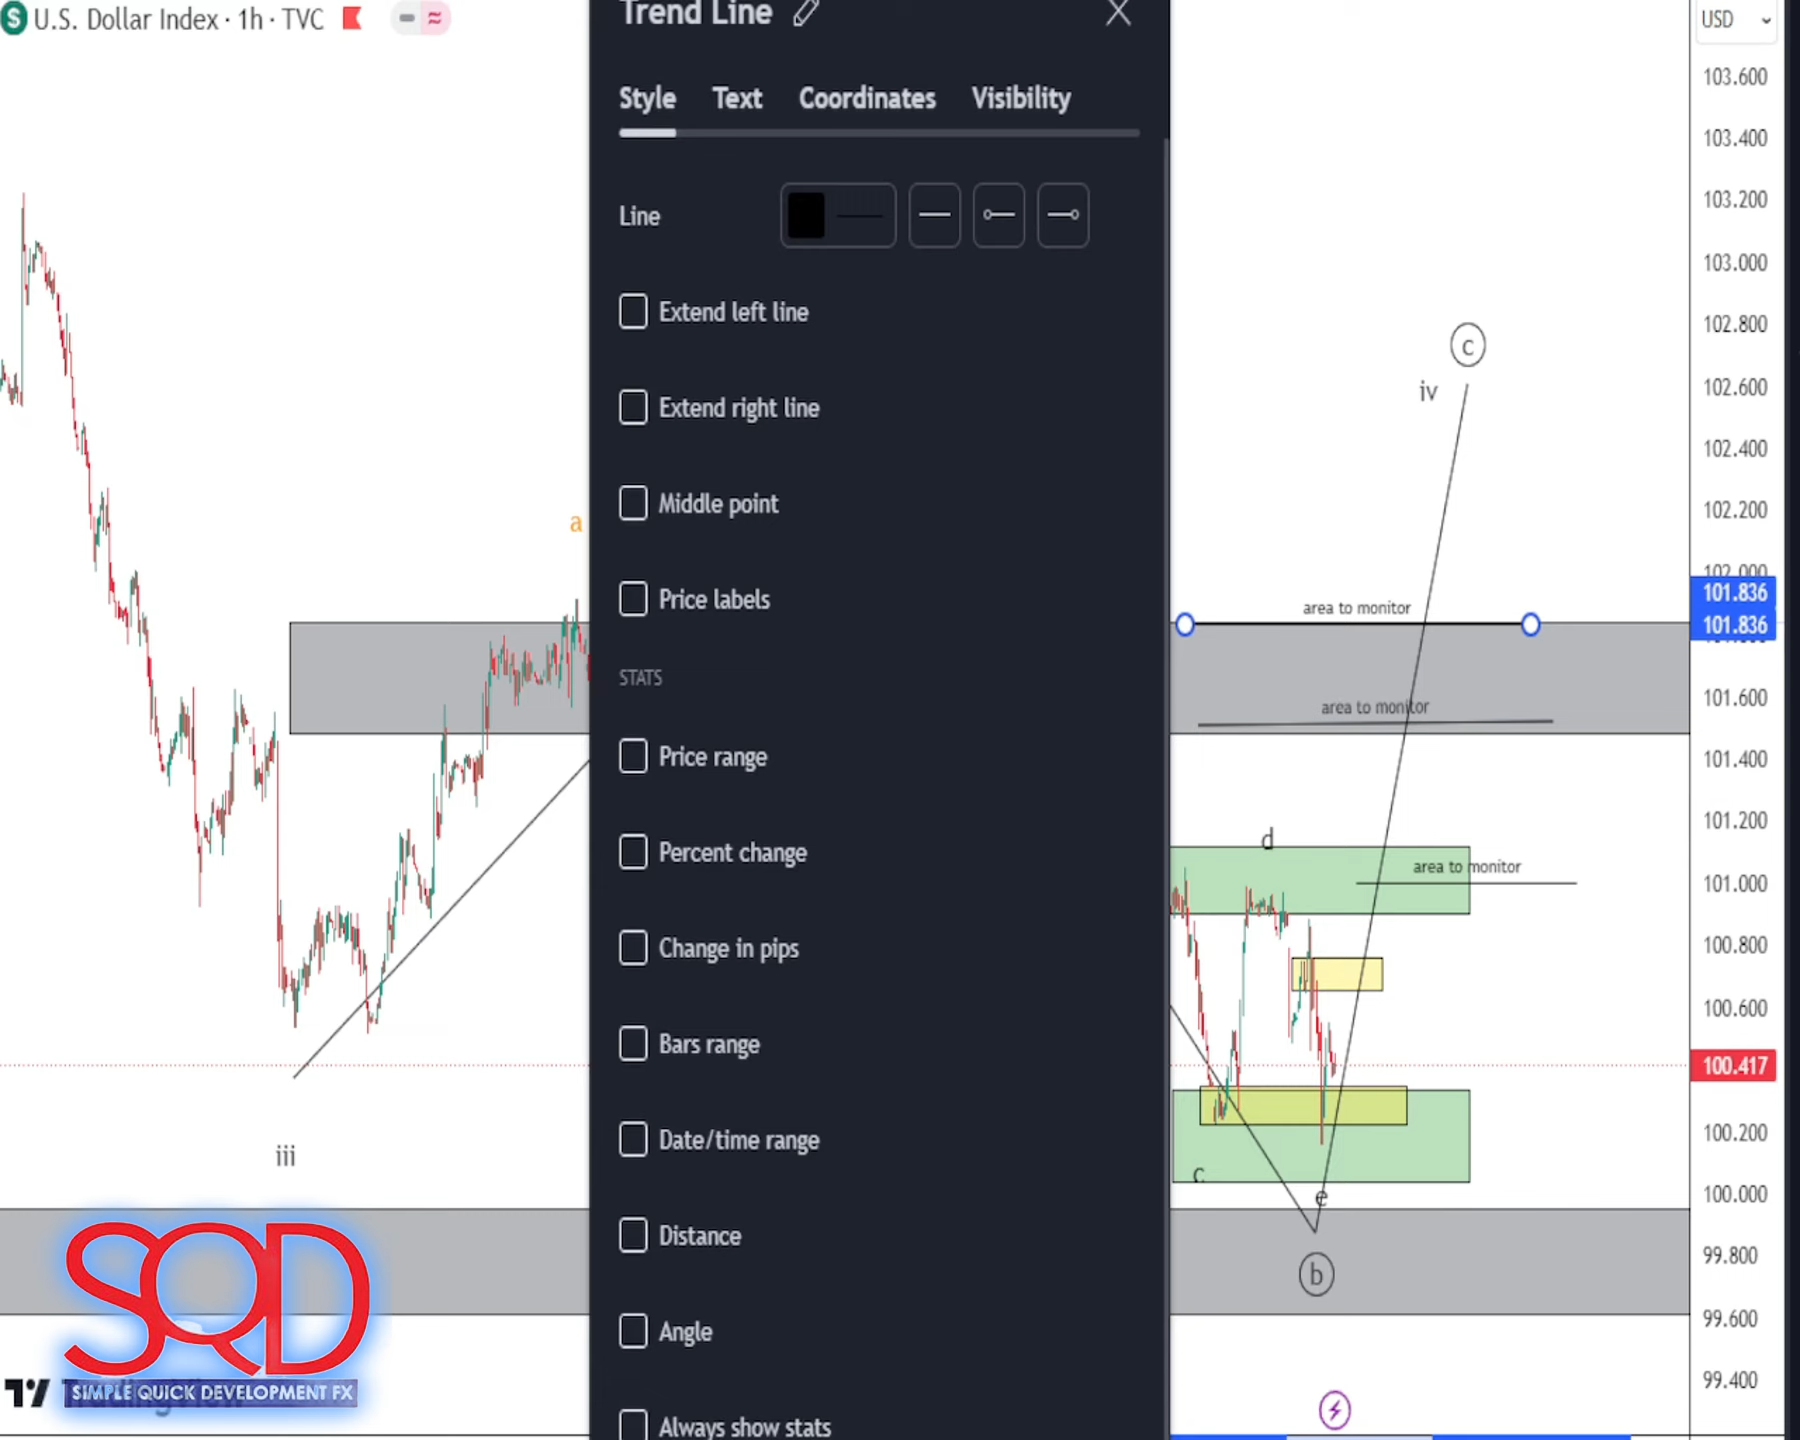 S U.S. Dollar Index · 1h · TVC
Trend Line
Style Text Coordinates Visibility
Line
Extend left line
Extend right line
Middle point
Price labels
STATS
Price range
Percent change
Change in pips
Bars range
Date/time range
Distance
Angle
Always show stats
a
iii
c
iv
area to monitor
area to monitor
d
area to monitor
c
e
b
USD
103.600
103.400
103.200
103.000
102.800
102.600
102.400
102.200
102.000
101.836
101.836
101.600
101.400
101.200
101.000
100.800
100.600
100.417
100.200
100.000
99.800
99.600
99.400
SQD
SIMPLE QUICK DEVELOPMENT FX